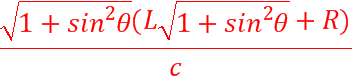 √(1 + sin²θ)(L√(1 + sin²θ) + R)
c